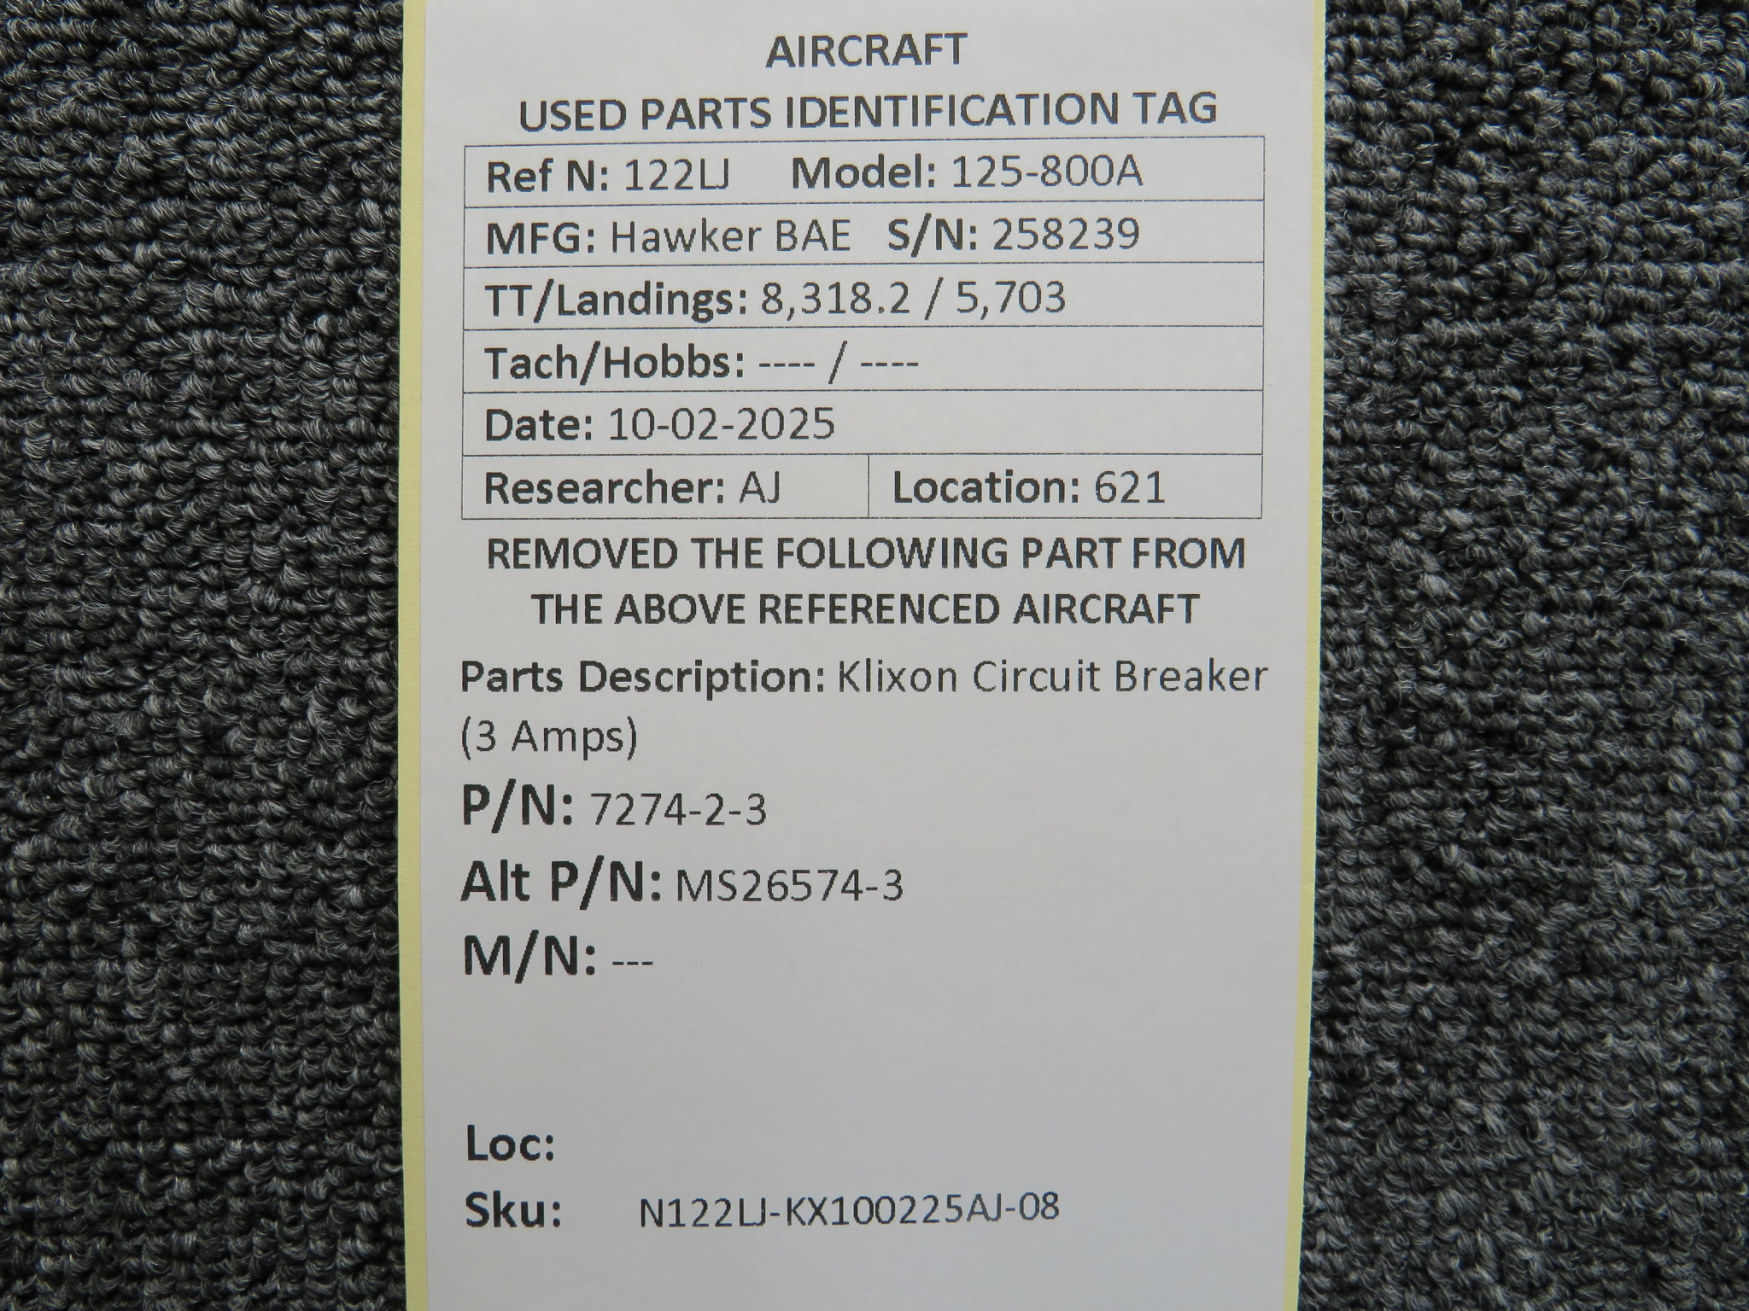 AIRCRAFT
USED PARTS IDENTIFICATION TAG
Ref N: 122LJ Model: 125-800A
MFG: Hawker BAE S/N: 258239
TT/Landings: 8,318.2 / 5,703
Tach/Hobbs: ---- / ----
Date: 10-02-2025
Researcher: AJ Location: 621
REMOVED THE FOLLOWING PART FROM
THE ABOVE REFERENCED AIRCRAFT
Parts Description: Klixon Circuit Breaker
(3 Amps)
P/N: 7274-2-3
Alt P/N: MS26574-3
M/N: ---
Loc:
Sku: N122LJ-KX100225AJ-08